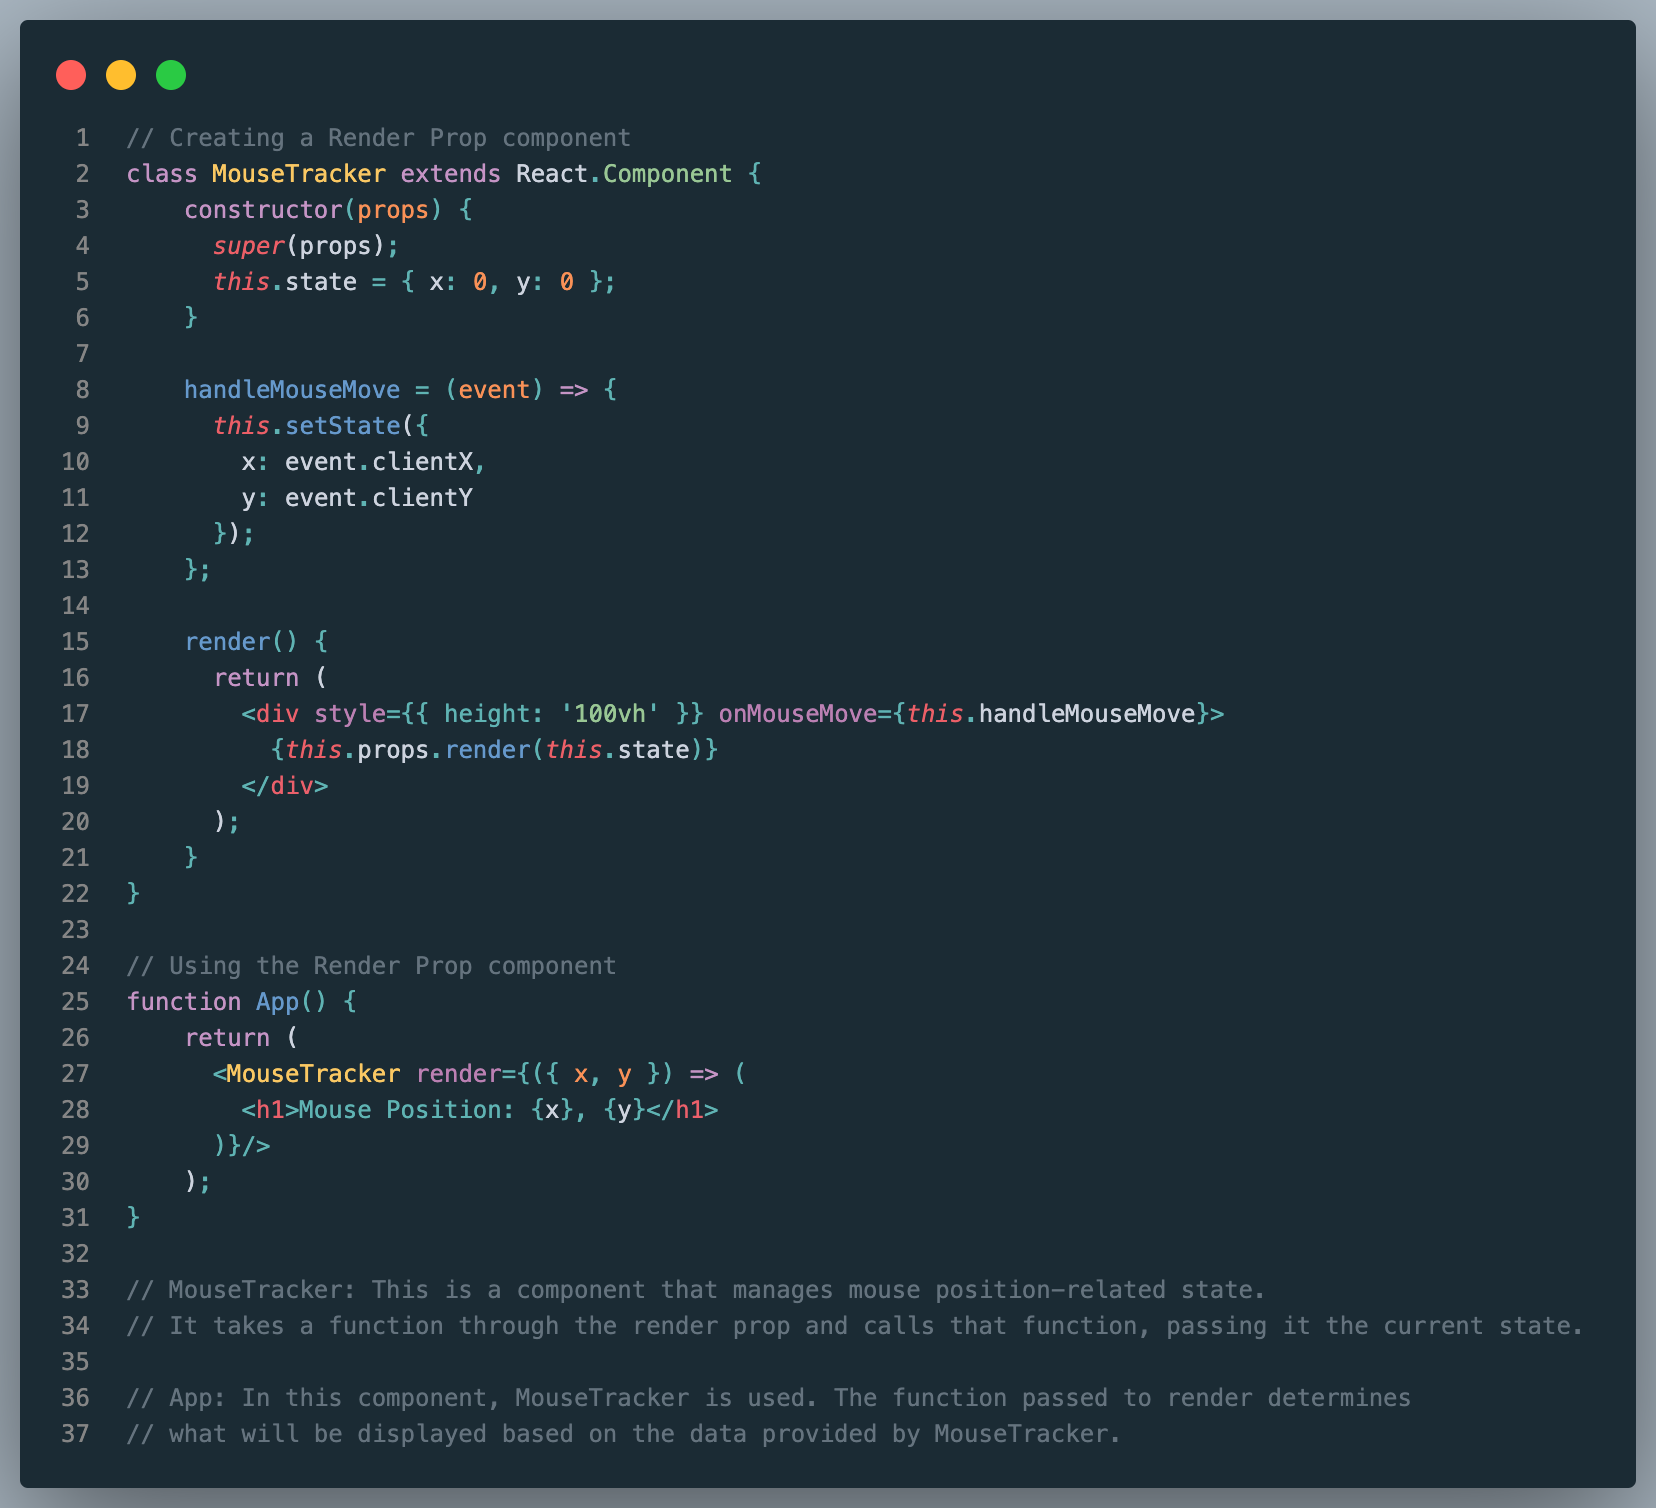 1 // Creating a Render Prop component
2 class MouseTracker extends React.Component {
3     constructor(props) {
4       super(props);
5       this.state = { x: 0, y: 0 };
6     }
7
8     handleMouseMove = (event) => {
9       this.setState({
10         x: event.clientX,
11         y: event.clientY
12       });
13     };
14
15     render() {
16       return (
17         <div style={{ height: '100vh' }} onMouseMove={this.handleMouseMove}>
18           {this.props.render(this.state)}
19         </div>
20       );
21     }
22 }
23
24 // Using the Render Prop component
25 function App() {
26     return (
27       <MouseTracker render={({ x, y }) => (
28         <h1>Mouse Position: {x}, {y}</h1>
29       )}/>
30     );
31 }
32
33 // MouseTracker: This is a component that manages mouse position-related state.
34 // It takes a function through the render prop and calls that function, passing it the current state.
35
36 // App: In this component, MouseTracker is used. The function passed to render determines
37 // what will be displayed based on the data provided by MouseTracker.